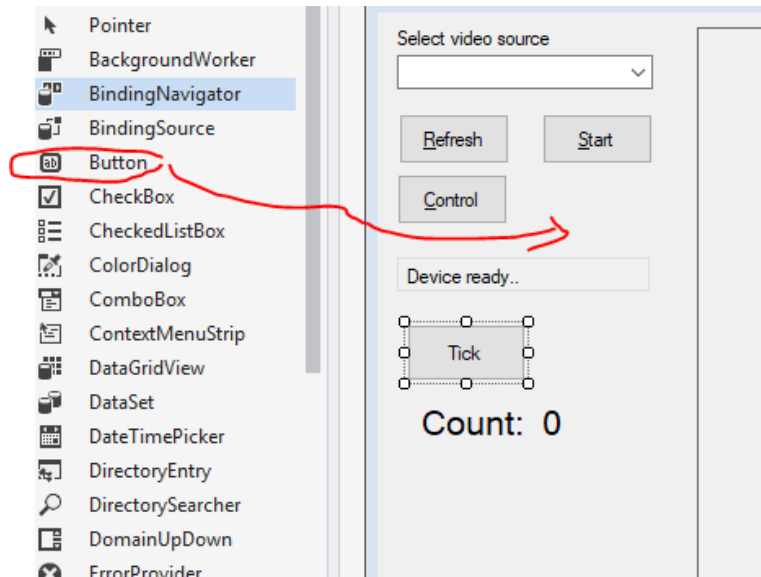 Pointer
BackgroundWorker
BindingNavigator
BindingSource
Button
CheckBox
CheckedListBox
ColorDialog
ComboBox
ContextMenuStrip
DataGridView
DataSet
DateTimePicker
DirectoryEntry
DirectorySearcher
DomainUpDown
ErrorProvider
Select video source
Refresh Start
Control
Device ready..
Tick
Count: 0